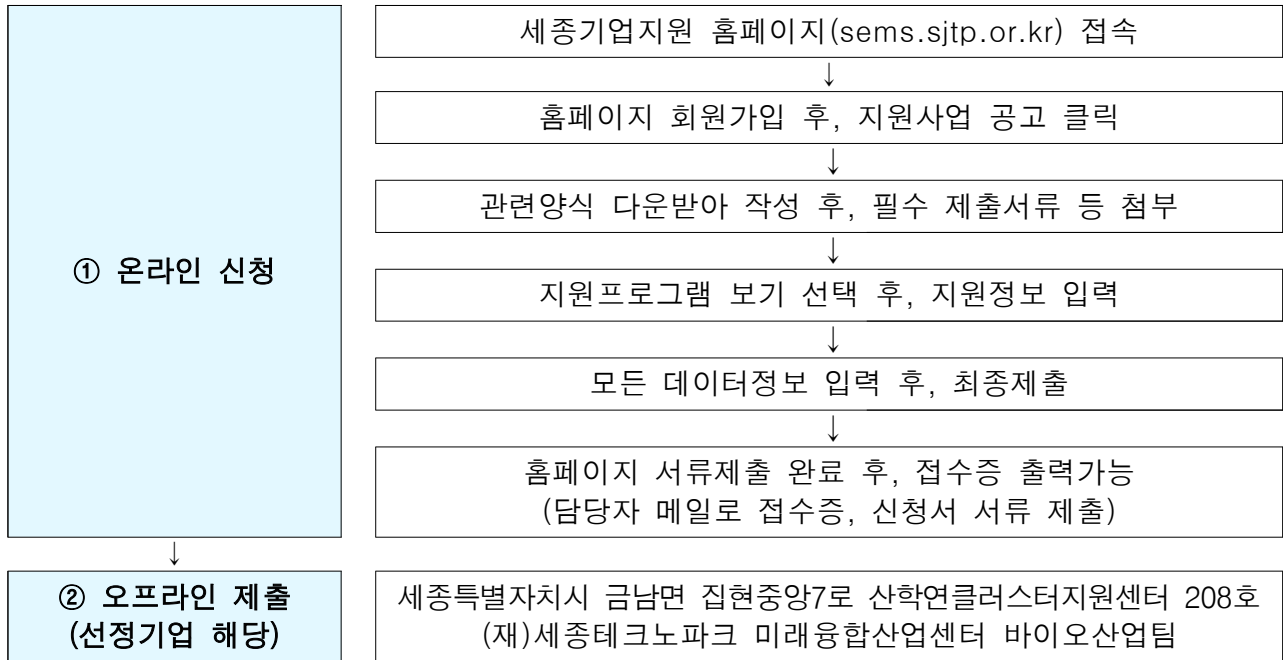 세종기업지원 홈페이지(sems.sjtp.or.kr) 접속
↓
홈페이지 회원가입 후, 지원사업 공고 클릭
↓
관련양식 다운받아 작성 후, 필수 제출서류 등 첨부
↓
① 온라인 신청
지원프로그램 보기 선택 후, 지원정보 입력
↓
모든 데이터정보 입력 후, 최종제출
↓
홈페이지 서류제출 완료 후, 접수증 출력가능
(담당자 메일로 접수증, 신청서 서류 제출)
↓
② 오프라인 제출
(선정기업 해당)
세종특별자치시 금남면 집현중앙7로 산학연클러스터지원센터 208호
(재)세종테크노파크 미래융합산업센터 바이오산업팀